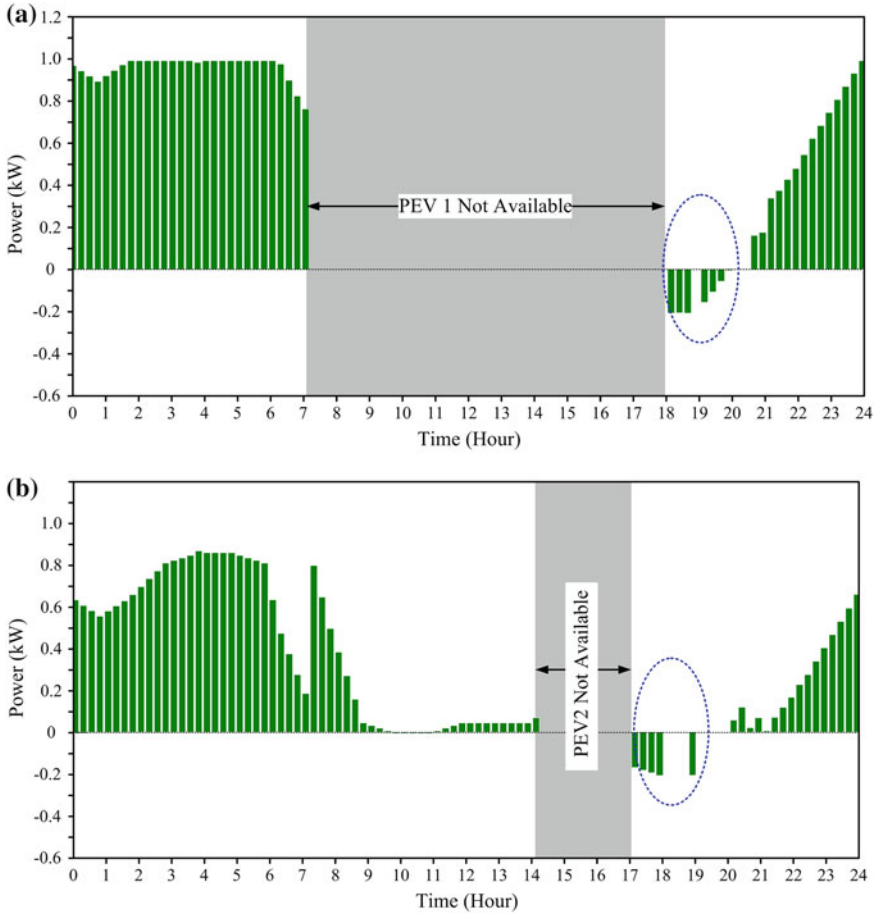 (a)
1.2
1.0
0.8
0.6
0.4
0.2
0
-0.2
-0.4
-0.6
Power (kW)
PEV 1 Not Available
0 1 2 3 4 5 6 7 8 9 10 11 12 13 14 15 16 17 18 19 20 21 22 23 24
Time (Hour)
(b)
1.0
0.8
0.6
0.4
0.2
0
-0.2
-0.4
-0.6
Power (kW)
PEV2 Not Available
0 1 2 3 4 5 6 7 8 9 10 11 12 13 14 15 16 17 18 19 20 21 22 23 24
Time (Hour)